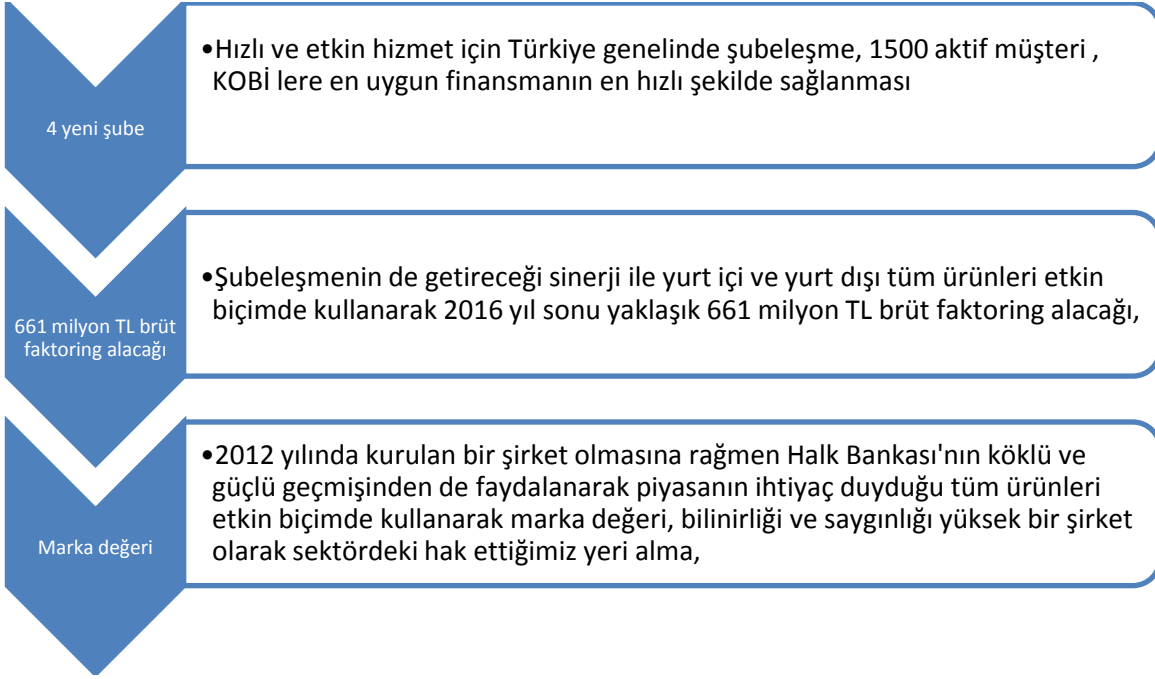 4 yeni şube
•Hızlı ve etkin hizmet için Türkiye genelinde şubeleşme, 1500 aktif müşteri ,
KOBİ lere en uygun finansmanın en hızlı şekilde sağlanması
661 milyon TL brüt
faktoring alacağı
•Şubeleşmenin de getireceği sinerji ile yurt içi ve yurt dışı tüm ürünleri etkin
biçimde kullanarak 2016 yıl sonu yaklaşık 661 milyon TL brüt faktoring alacağı,
Marka değeri
•2012 yılında kurulan bir şirket olmasına rağmen Halk Bankası'nın köklü ve
güçlü geçmişinden de faydalanarak piyasanın ihtiyaç duyduğu tüm ürünleri
etkin biçimde kullanarak marka değeri, bilinirliği ve saygınlığı yüksek bir şirket
olarak sektördeki hak ettiğimiz yeri alma,